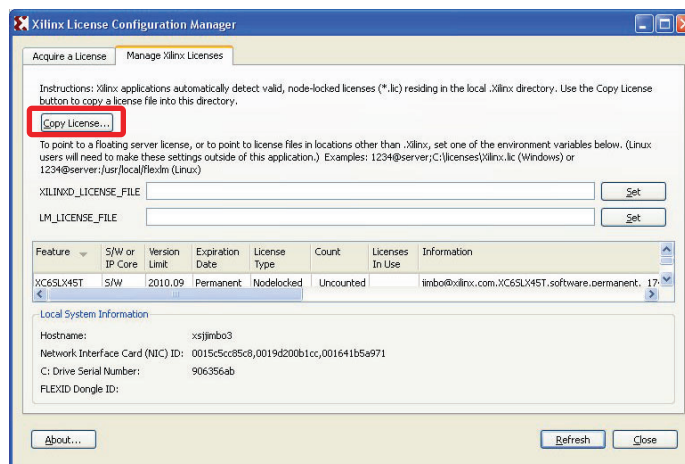 Xilinx License Configuration Manager
Acquire a License Manage Xilinx Licenses
Instructions: Xilinx applications automatically detect valid, node-locked licenses (*.lic) residing in the local .Xilinx directory. Use the Copy License
button to copy a license file into this directory.
Copy License...
To point to a floating server license, or to point to license files in locations other than .Xilinx, set one of the environment variables below. (Linux
users will need to make these settings outside of this application.) Examples: 1234@server;C:\licenses\Xilinx.lic (Windows) or
1234@server:/usr/local/flexlm (Linux)
XILINXD_LICENSE_FILE Set
LM_LICENSE_FILE Set
Feature S/W or Version Expiration License Count Licenses Information
IP Core Limit Date Type In Use
XC6SLX45T S/W 2010.09 Permanent Nodelocked Uncounted jimbo@xilinx.com,XC6SLX45T,software,permanent,_17-
Local System Information
Hostname: xsjjimbo3
Network Interface Card (NIC) ID: 0015c5cc85c8,0019d200b1cc,001641b5a971
C: Drive Serial Number: 906356ab
FLEXID Dongle ID:
About... Refresh Close